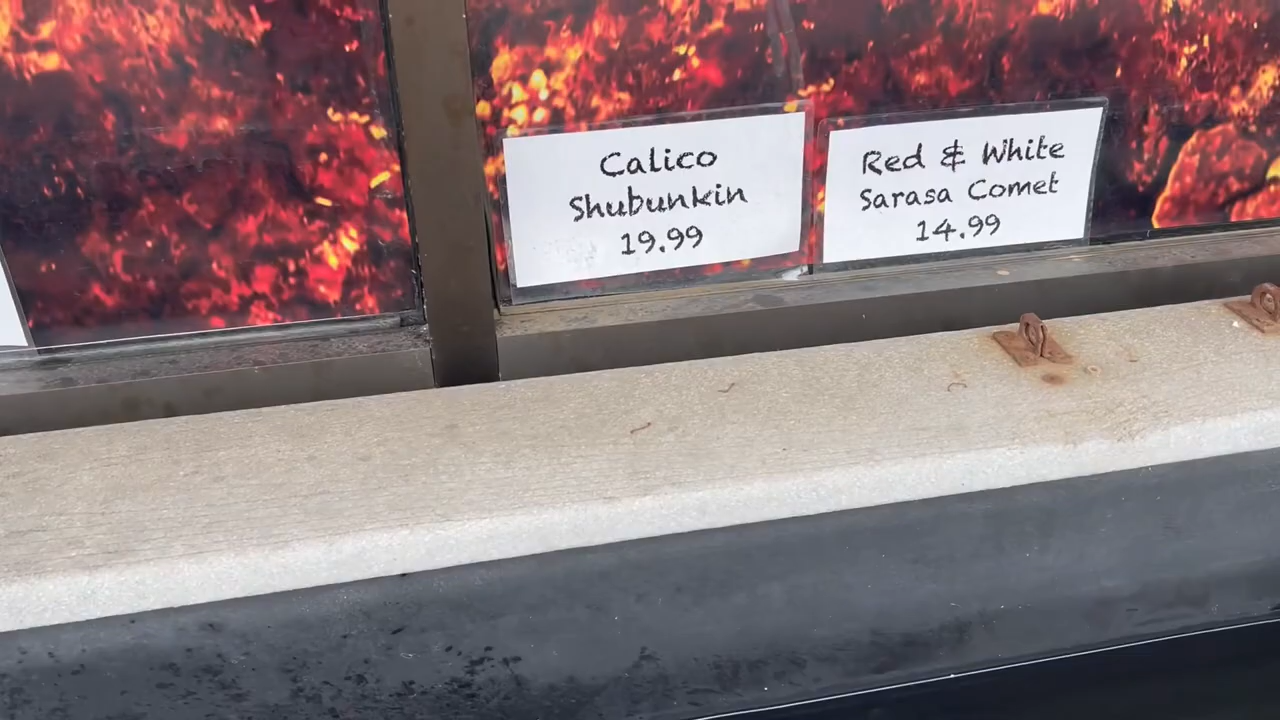 Calico
Shubunkin
19.99
Red & White
Sarasa Comet
14.99